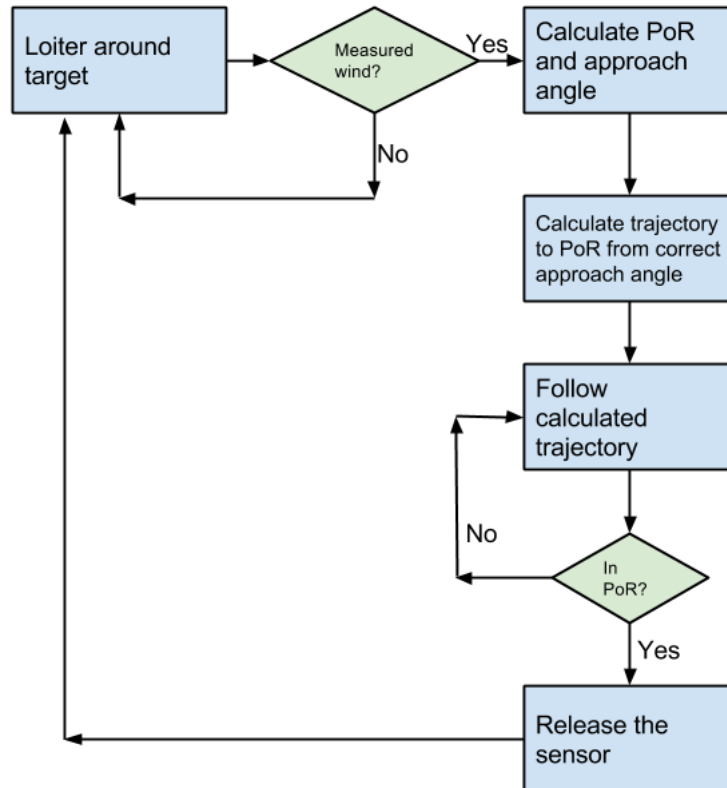 Loiter around
target
Measured
wind?
Yes
Calculate PoR
and approach
angle
No
Calculate trajectory
to PoR from correct
approach angle
Follow
calculated
trajectory
No
In
PoR?
Yes
Release the
sensor